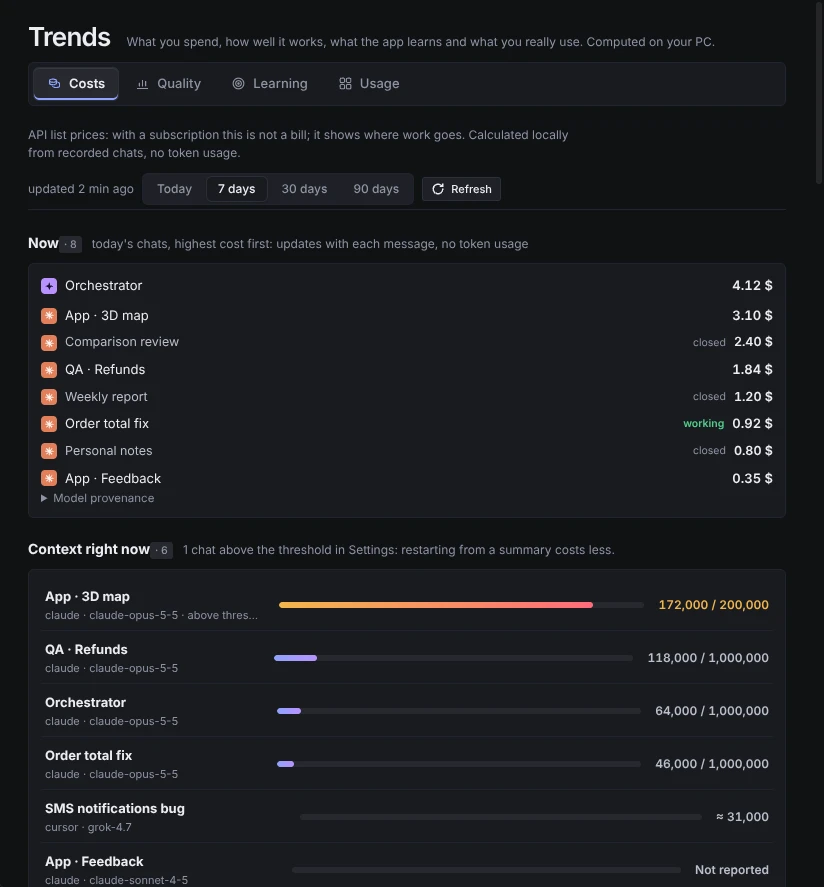 Trends What you spend, how well it works, what the app learns and what you really use. Computed on your PC.
Costs Quality Learning Usage
API list prices: with a subscription this is not a bill; it shows where work goes. Calculated locally
from recorded chats, no token usage.
updated 2 min ago Today 7 days 30 days 90 days Refresh
Now · 8 today's chats, highest cost first: updates with each message, no token usage
Orchestrator 4.12 $
App · 3D map 3.10 $
Comparison review closed 2.40 $
QA · Refunds 1.84 $
Weekly report closed 1.20 $
Order total fix working 0.92 $
Personal notes closed 0.80 $
App · Feedback 0.35 $
Model provenance
Context right now · 6 1 chat above the threshold in Settings: restarting from a summary costs less.
App · 3D map
claude · claude-opus-5-5 · above thres... 172,000 / 200,000
QA · Refunds
claude · claude-opus-5-5 118,000 / 1,000,000
Orchestrator
claude · claude-opus-5-5 64,000 / 1,000,000
Order total fix
claude · claude-opus-5-5 46,000 / 1,000,000
SMS notifications bug
cursor · grok-4.7 ≈ 31,000
App · Feedback
claude · claude-sonnet-4-5 Not reported